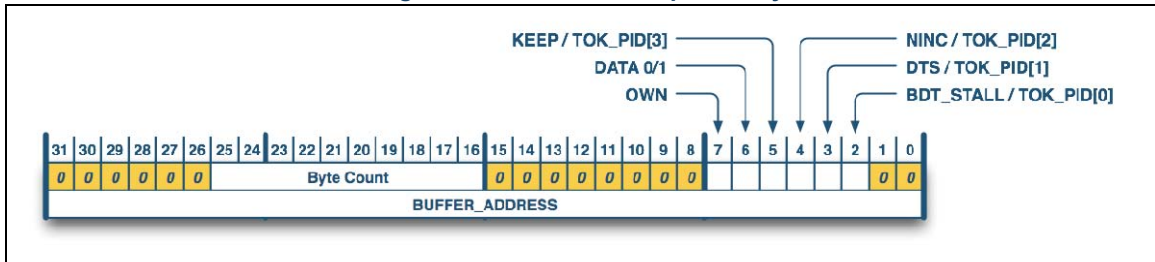 KEEP / TOK_PID[3] NINC / TOK_PID[2]
DATA 0/1 DTS / TOK_PID[1]
OWN BDT_STALL / TOK_PID[0]
31 30 29 28 27 26 25 24 23 22 21 20 19 18 17 16 15 14 13 12 11 10 9 8 7 6 5 4 3 2 1 0
0 0 0 0 0 0 Byte Count 0 0 0 0 0 0 0 0 0 0
BUFFER_ADDRESS